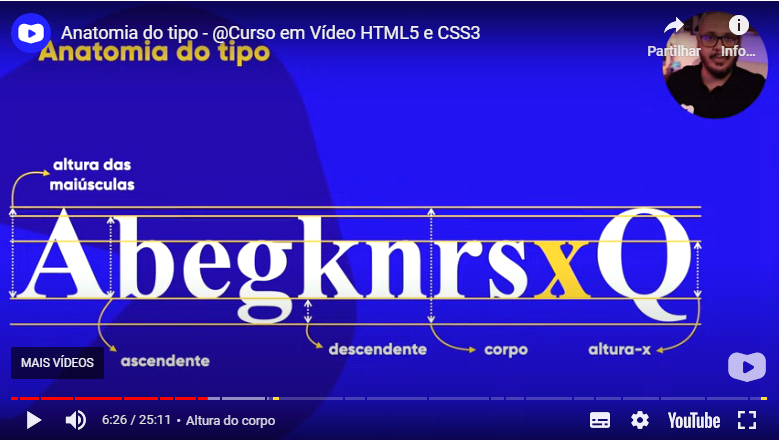 Anatomia do tipo - @Curso em Vídeo HTML5 e CSS3
Partilhar
Info...
Anatomia do tipo
altura das
maiúsculas
AbegknrsxQ
ascendente
descendente
corpo
altura-x
MAIS VÍDEOS
6:26 / 25:11 • Altura do corpo
YouTube